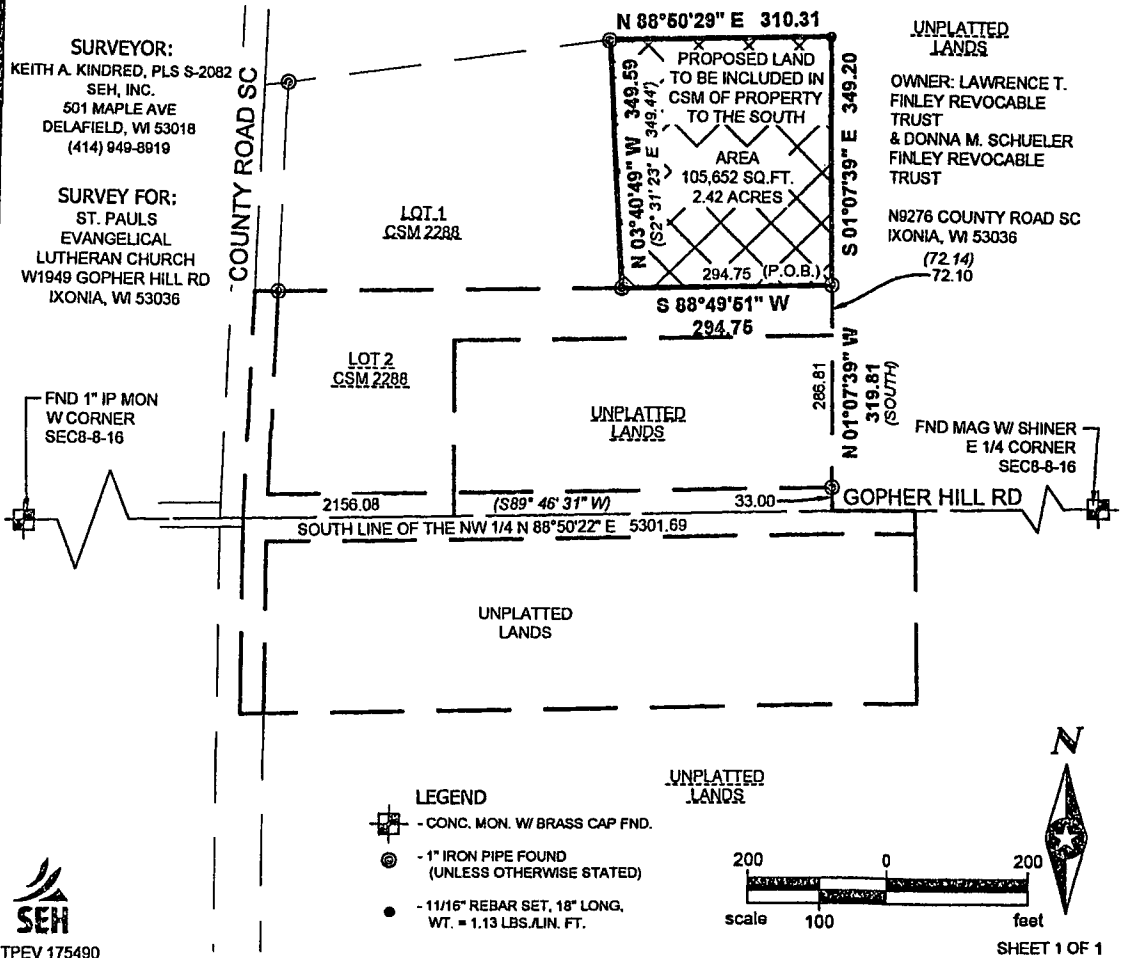 SURVEYOR:
KEITH A. KINDRED, PLS S-2082
SEH, INC.
501 MAPLE AVE
DELAFIELD, WI 53018
(414) 949-8919
SURVEY FOR:
ST. PAULS
EVANGELICAL
LUTHERAN CHURCH
W1949 GOPHER HILL RD
IXONIA, WI 53036
COUNTY ROAD SC
N 88°50'29" E 310.31
PROPOSED LAND
TO BE INCLUDED IN
CSM OF PROPERTY
TO THE SOUTH
AREA
105,652 SQ.FT.
2.42 ACRES
N 03°40'49" W 349.59
(S2° 31' 23" E 349.44')
S 01°07'39" E 349.20
294.75 (P.O.B.)
S 88°49'51" W
294.75
UNPLATTED
LANDS
OWNER: LAWRENCE T.
FINLEY REVOCABLE
TRUST
& DONNA M. SCHUELER
FINLEY REVOCABLE
TRUST
N9276 COUNTY ROAD SC
IXONIA, WI 53036
(72.14)
72.10
LOT 1
CSM 2288
LOT 2
CSM 2288
UNPLATTED
LANDS
286.81
N 01°07'39" W
319.81
(SOUTH)
FND 1" IP MON
W CORNER
SEC8-8-16
FND MAG W/ SHINER
E 1/4 CORNER
SEC8-8-16
2156.08
(S89° 46' 31" W)
33.00
GOPHER HILL RD
SOUTH LINE OF THE NW 1/4 N 88°50'22" E 5301.69
UNPLATTED
LANDS
UNPLATTED
LANDS
LEGEND
- CONC. MON. W/ BRASS CAP FND.
- 1" IRON PIPE FOUND
(UNLESS OTHERWISE STATED)
- 11/16" REBAR SET, 18" LONG,
WT. = 1.13 LBS./LIN. FT.
N
200 0 200
scale 100 feet
SEH
TPEV 175490
SHEET 1 OF 1